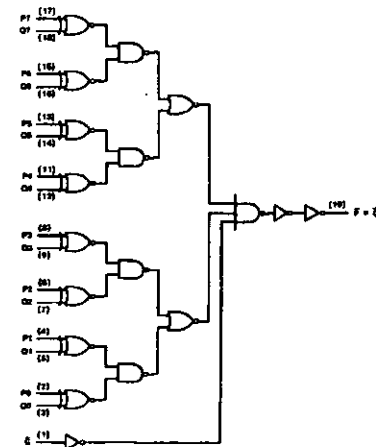 P7 (17)
Q7 (18)
P6 (15)
Q6 (16)
P5 (13)
Q5 (14)
P4 (11)
Q4 (12)
P3 (8)
Q3 (9)
P2 (6)
Q2 (7)
P1 (4)
Q1 (5)
P0 (2)
Q0 (3)
G (1)
(19)